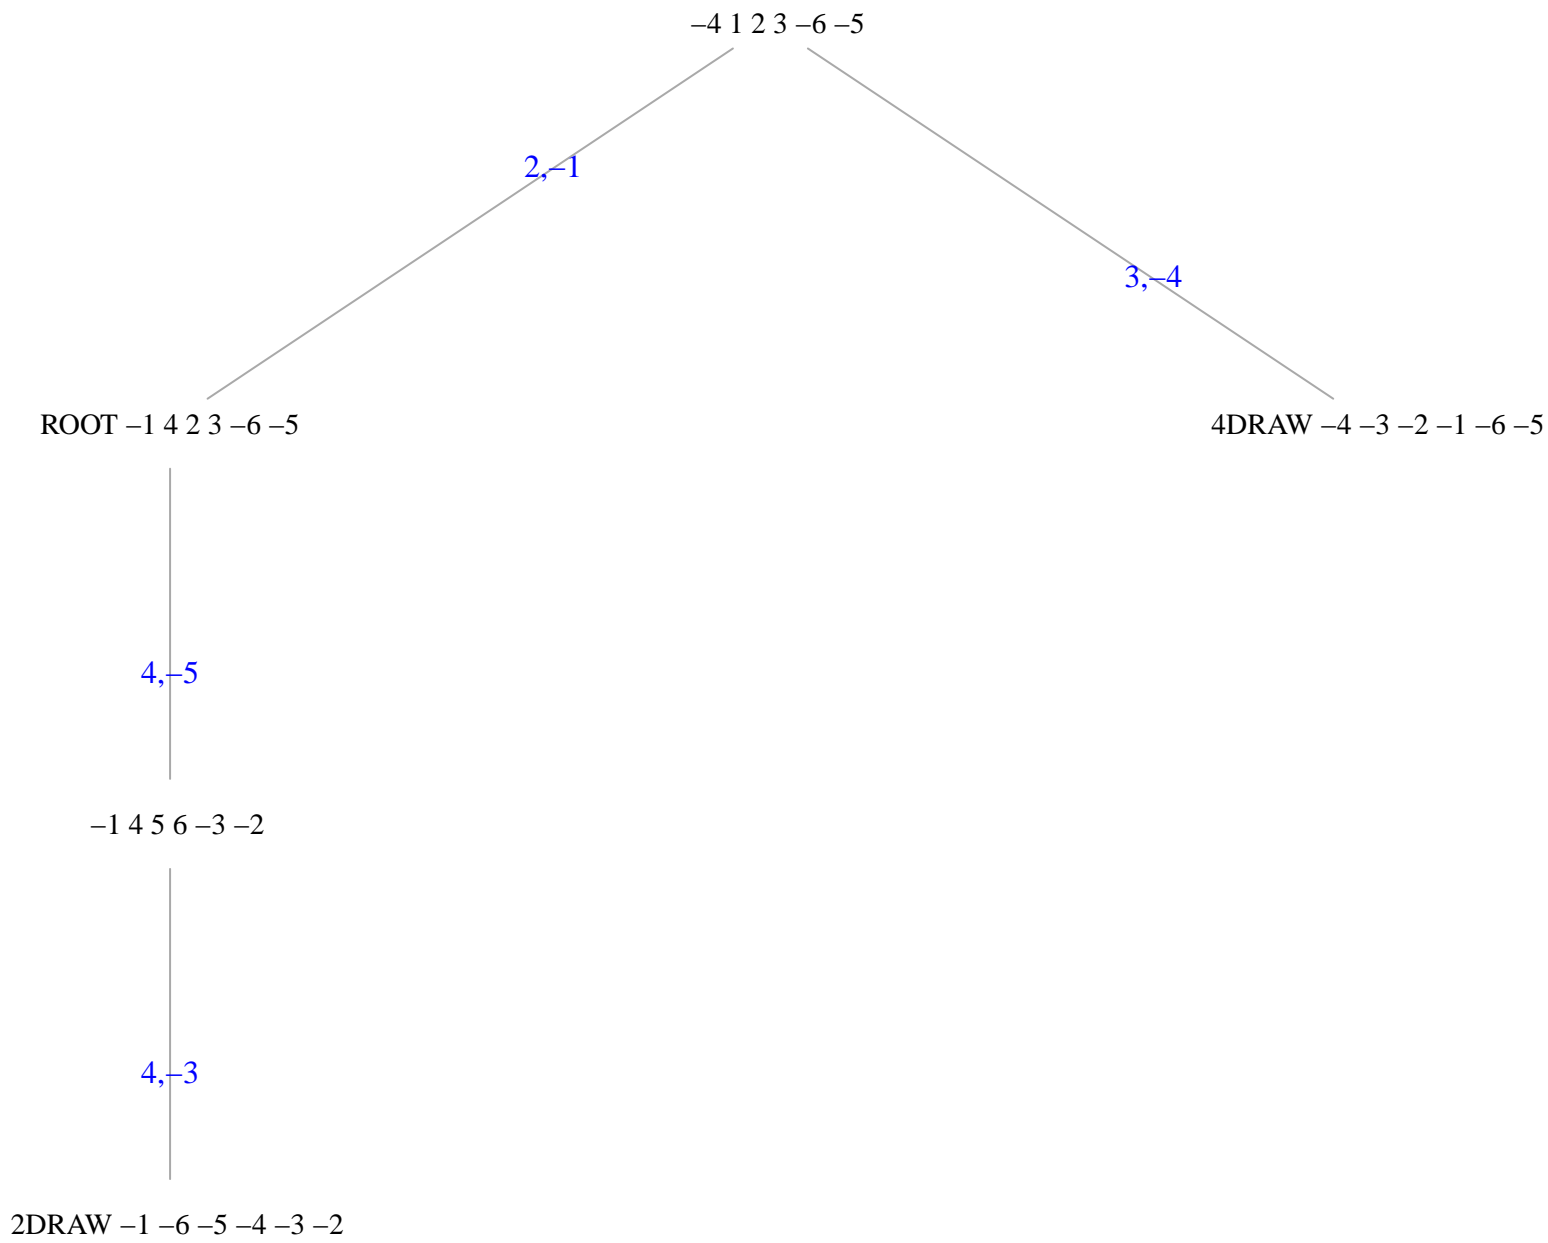 –4 1 2 3 –6 –5
2,–1
3,–4
ROOT –1 4 2 3 –6 –5
4DRAW –4 –3 –2 –1 –6 –5
4,–5
–1 4 5 6 –3 –2
4,–3
2DRAW –1 –6 –5 –4 –3 –2